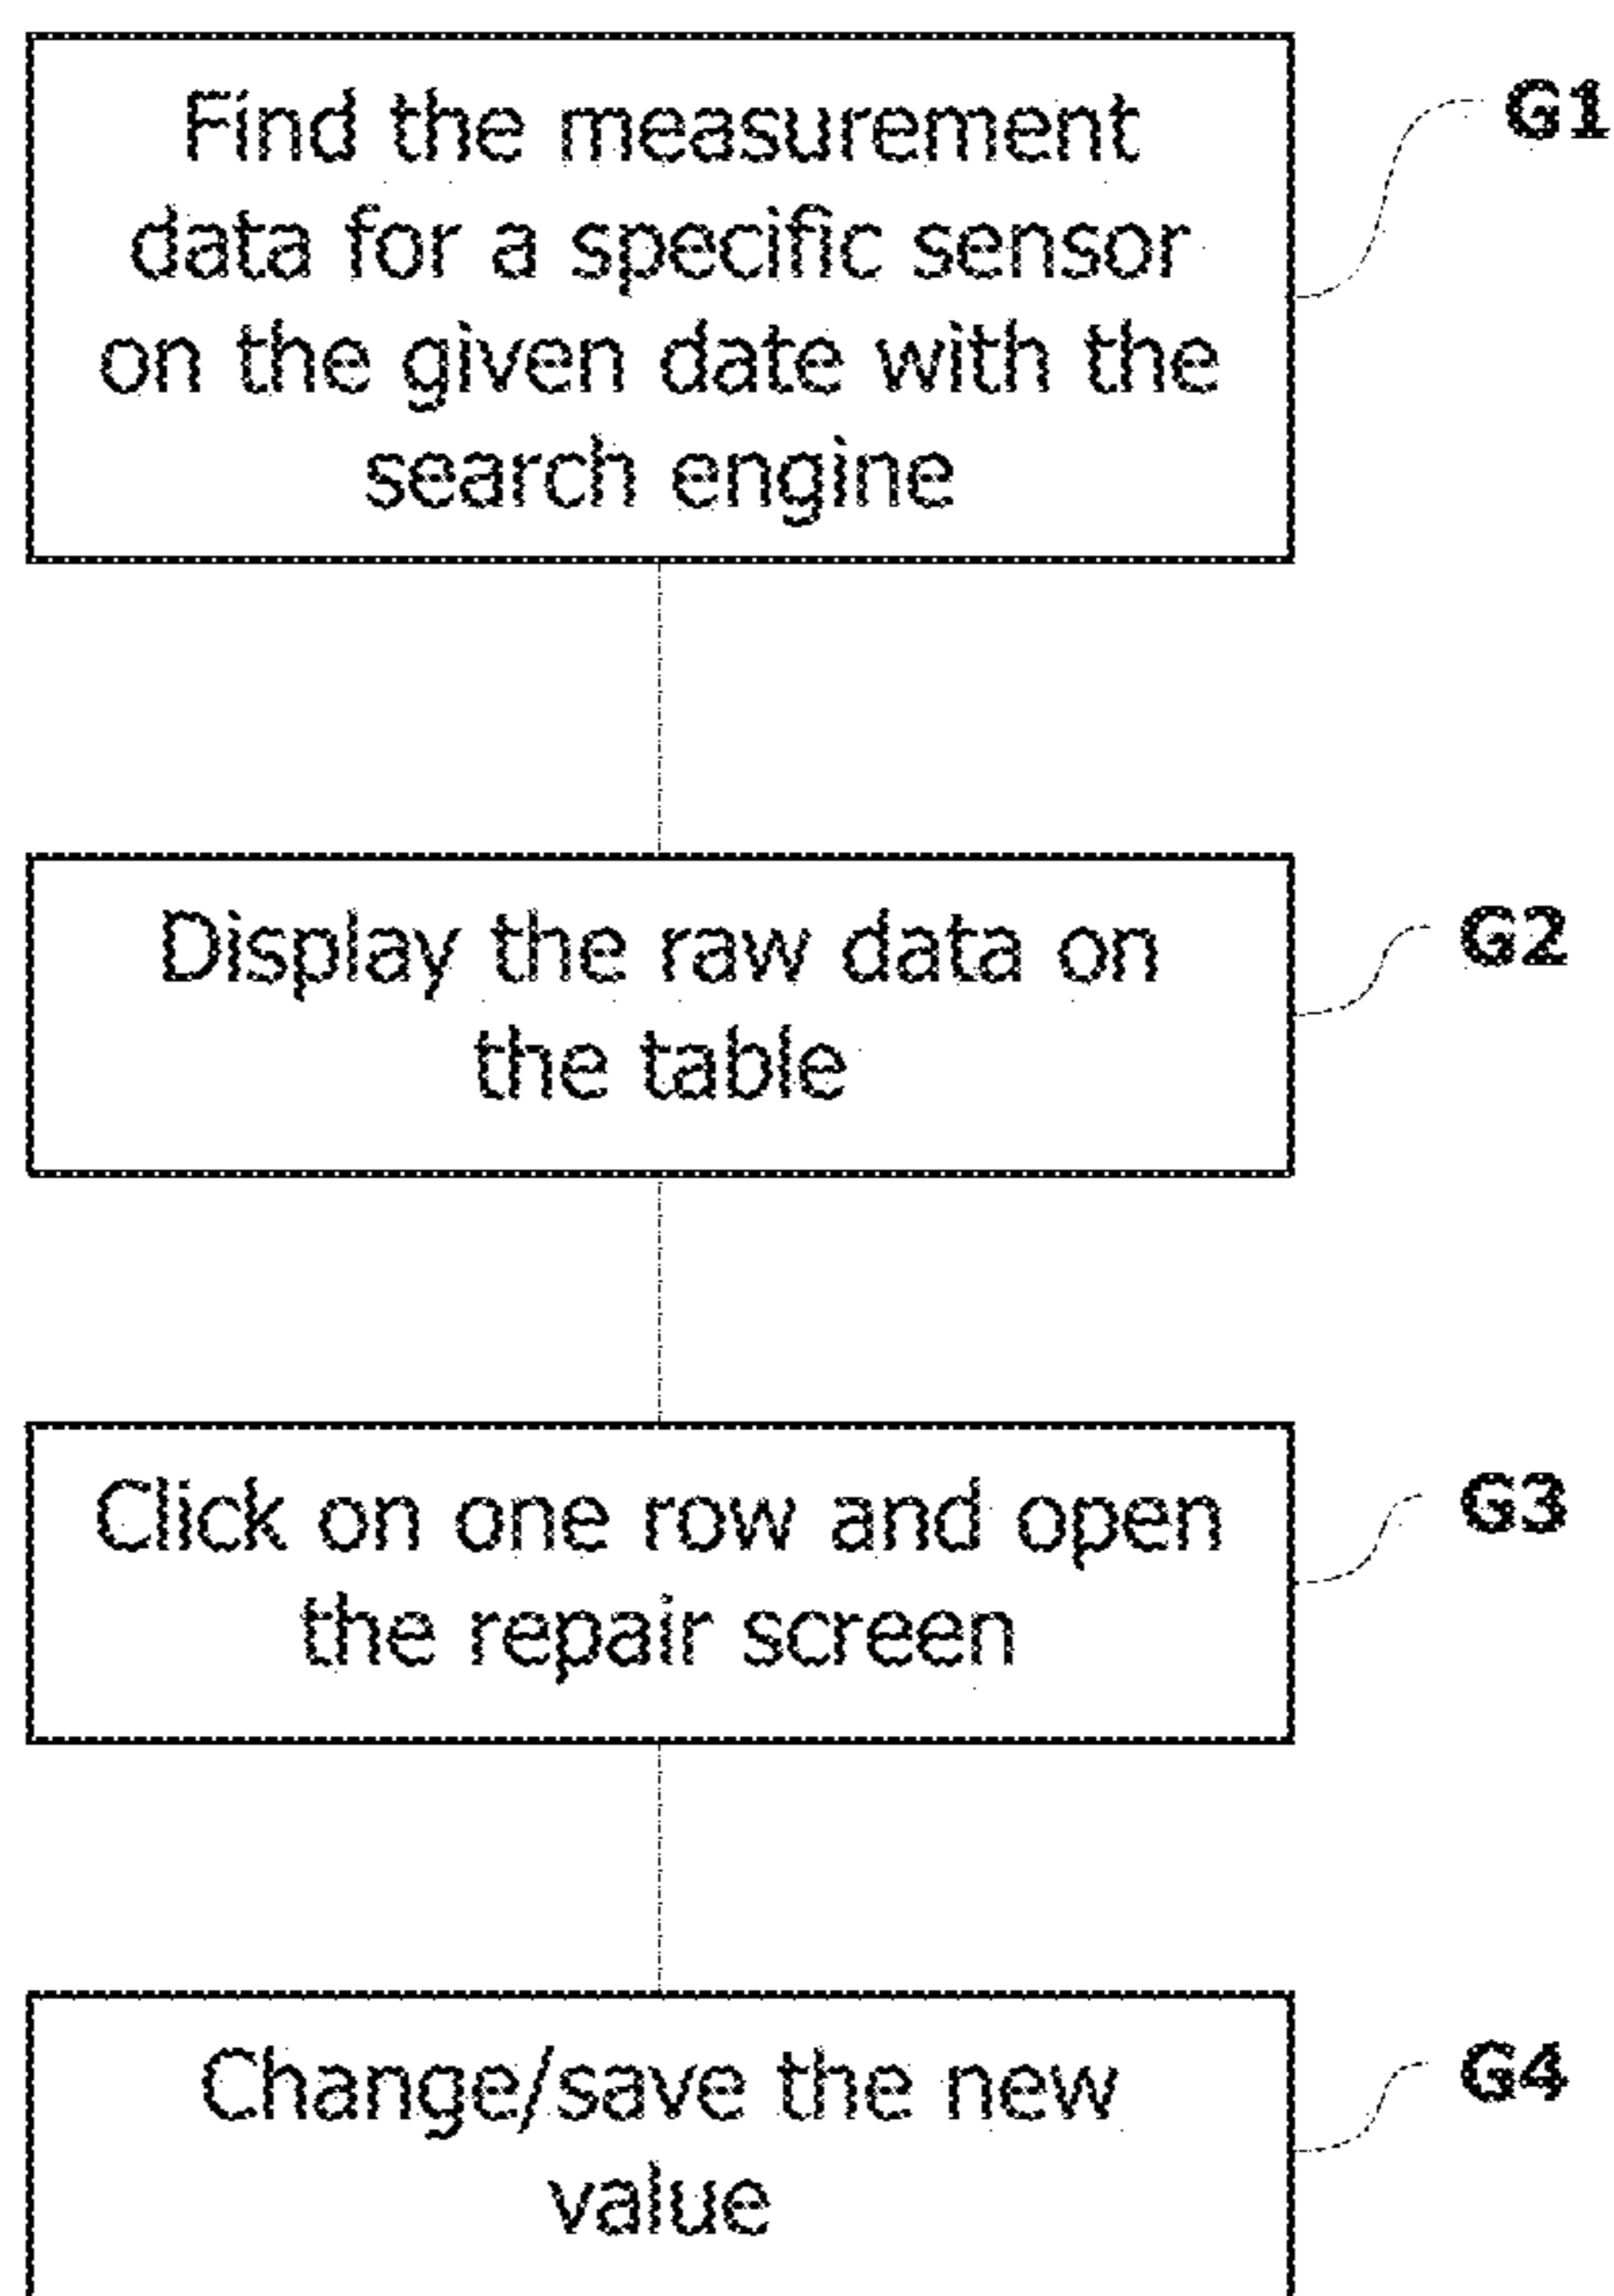 Find the measurement
data for a specific sensor
on the given date with the
search engine
G1
Display the raw data on
the table
G2
Click on one row and open
the repair screen
G3
Change/save the new
value
G4